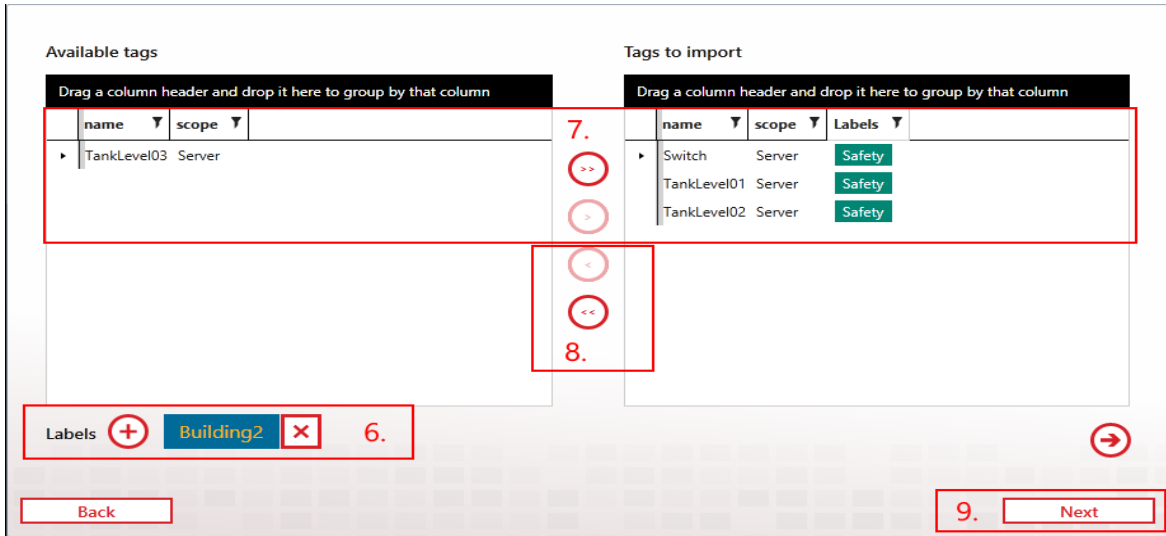 Available tags
Tags to import
Drag a column header and drop it here to group by that column
Drag a column header and drop it here to group by that column
name scope
7.
name scope Labels
TankLevel03 Server
>>
Switch Server Safety
TankLevel01 Server Safety
>
TankLevel02 Server Safety
<
<<
8.
Labels + Building2 × 6.
Back
9. Next